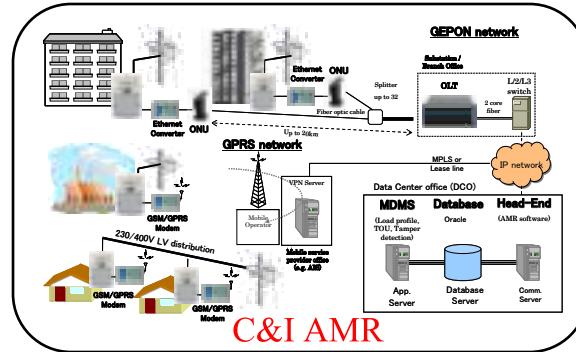 GEPON network
Substation /
Branch Office
Ethernet
Converter
ONU
Splitter
up to 32
OLT
L/2/L3
switch
2 core
fiber
Ethernet
Converter
ONU
Fiber optic cable
Up to 20km
GPRS network
MPLS or
Lease line
IP network
VPN Server
Mobile
Operator
Mobile service
provider office
(e.g. AIS)
GSM/GPRS
Modem
230/400V LV distribution
GSM/GPRS
Modem
GSM/GPRS
Modem
Data Center office (DCO)
MDMS
(Load profile,
TOU, Tamper
detection)
Database
Oracle
Head-End
(AMR software)
App.
Server
Database
Server
Comm.
Server
C&I AMR